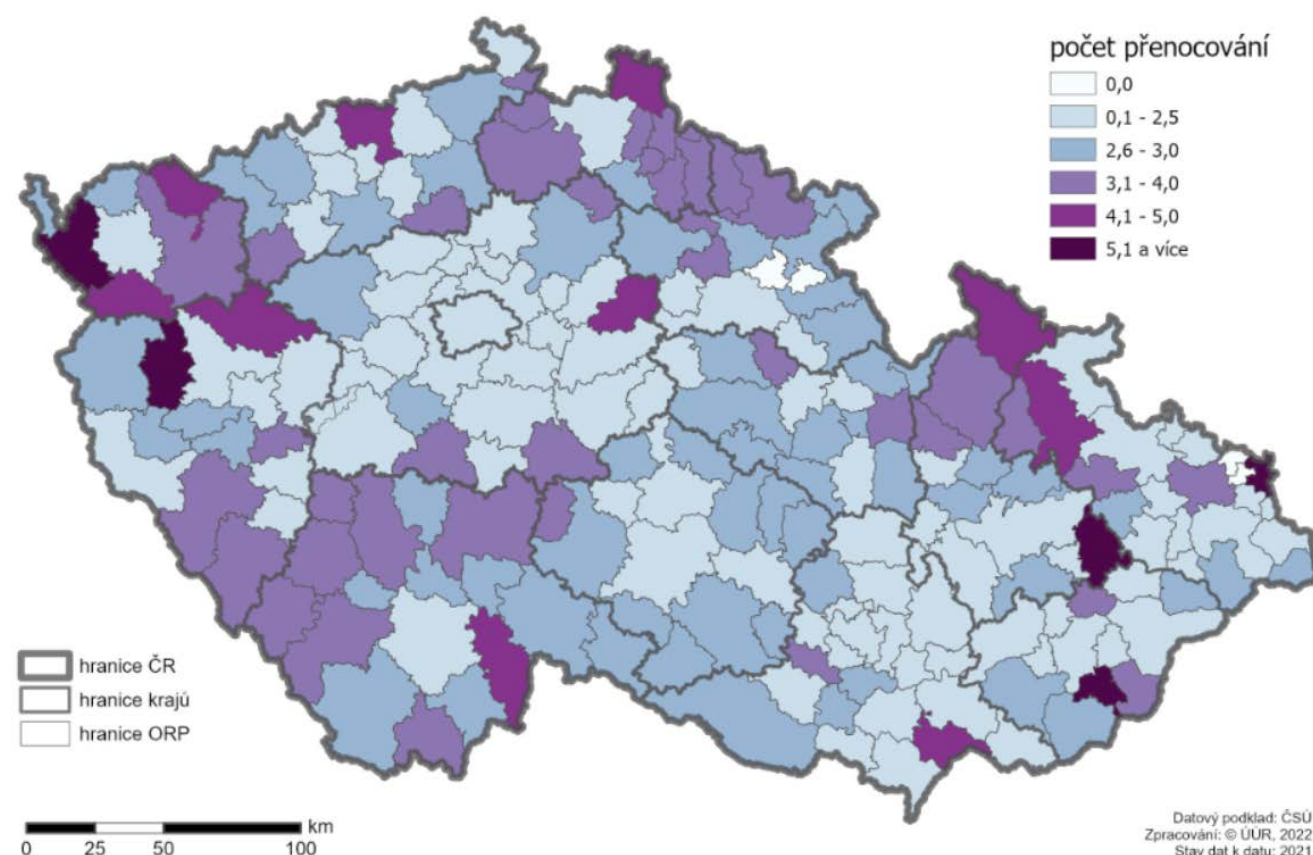 počet přenocování
0,0
0,1 - 2,5
2,6 - 3,0
3,1 - 4,0
4,1 - 5,0
5,1 a více
hranice ČR
hranice krajů
hranice ORP
km
0 25 50 100
Datový podklad: ČSÚ
Zpracování: © ÚÚR, 2022
Stav dat k datu: 2021